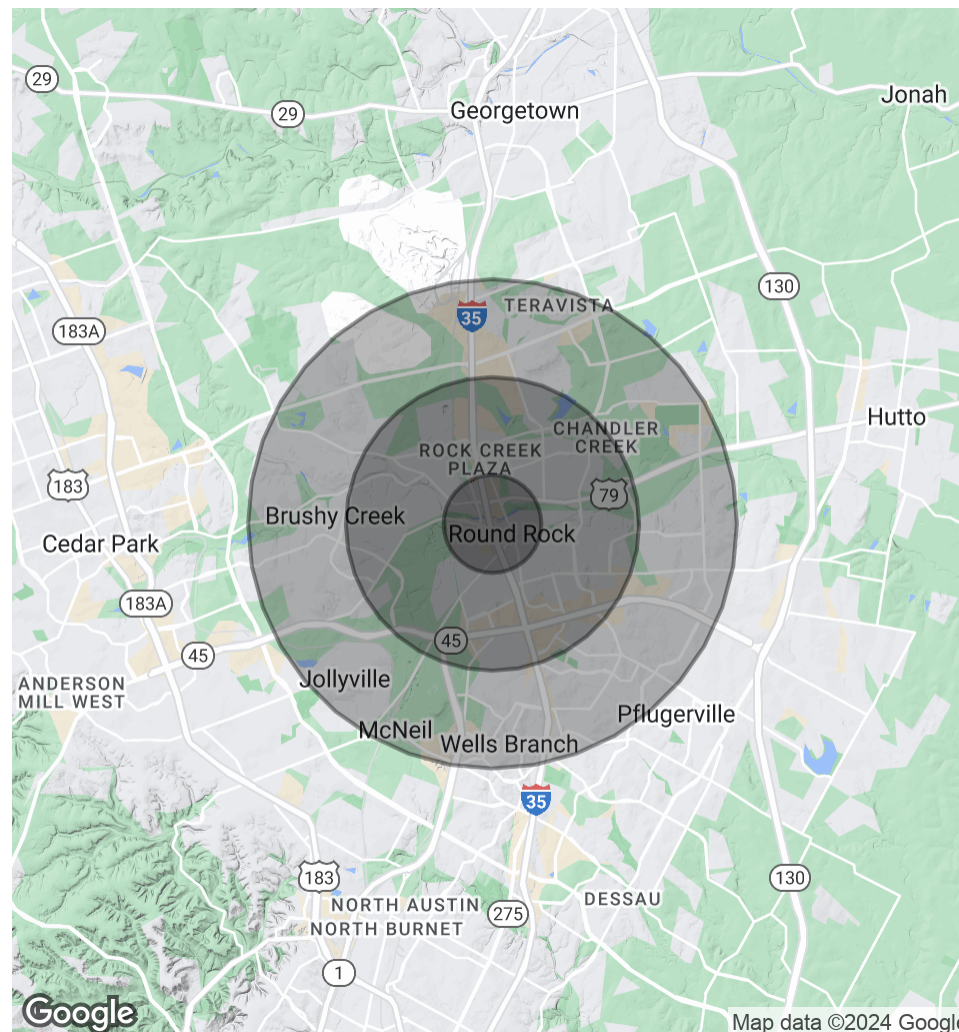 29
29
Georgetown
Jonah
130
183A
35
TERAVISTA
Hutto
CHANDLER
CREEK
ROCK CREEK
PLAZA
183
79
Brushy Creek
Round Rock
Cedar Park
183A
45
45
Jollyville
ANDERSON
MILL WEST
McNeil
Wells Branch
Pflugerville
35
183
130
NORTH AUSTIN
NORTH BURNET
275
DESSAU
1
Google
Map data ©2024 Google